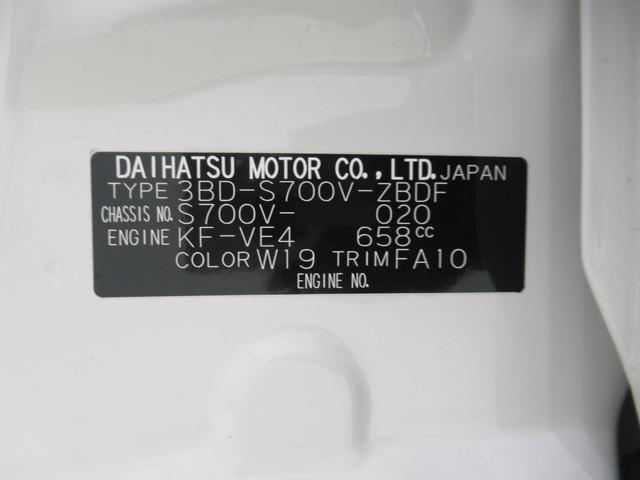 DAIHATSU MOTOR CO.,LTD. JAPAN
TYPE 3BD-S700V-ZBDF
CHASSIS NO. S700V- 020
ENGINE KF-VE4 658cc
COLOR W19 TRIM FA10
ENGINE NO.